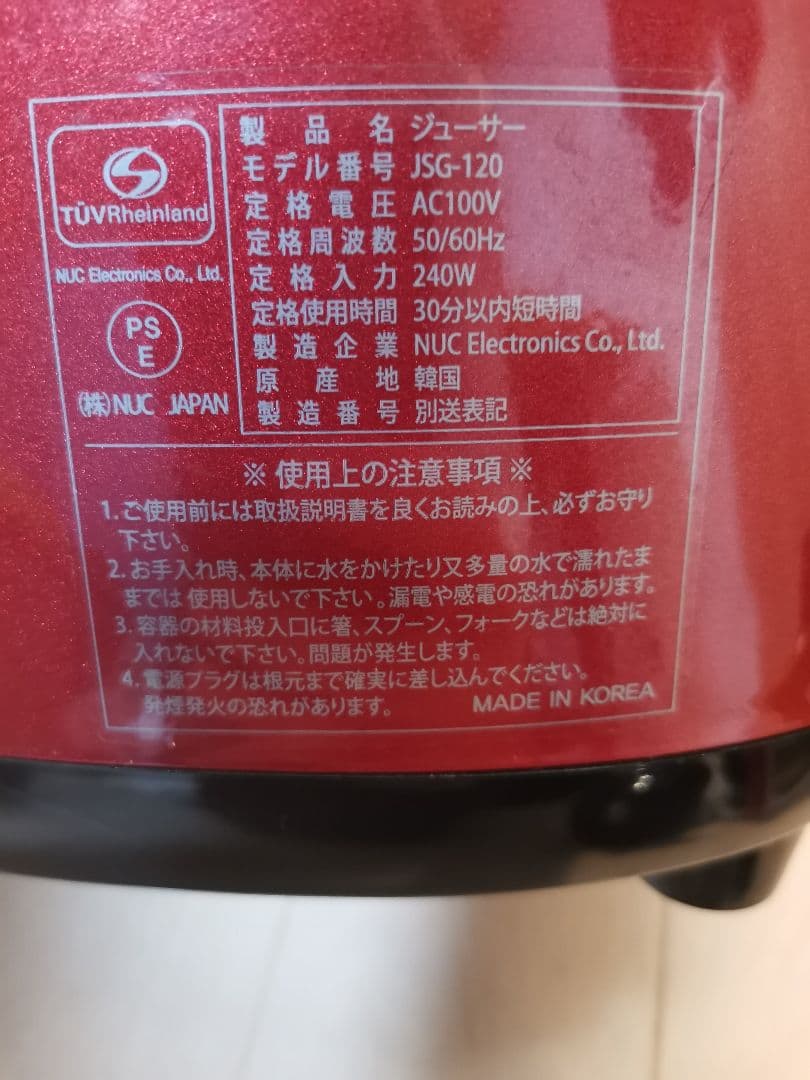 TÜVRheinland
NUC Electronics Co., Ltd.
PS
E
(株)NUC JAPAN
製品名 ジューサー
モデル番号 JSG-120
定格電圧 AC100V
定格周波数 50/60Hz
定格入力 240W
定格使用時間 30分以内短時間
製造企業 NUC Electronics Co., Ltd.
原産地 韓国
製造番号 別送表記
※ 使用上の注意事項 ※
1. ご使用前には取扱説明書を良くお読みの上、必ずお守り
下さい。
2. お手入れ時、本体に水をかけたり又多量の水で濡れたま
までは 使用しないで下さい。漏電や感電の恐れがあります。
3. 容器の材料投入口に箸、スプーン、フォークなどは絶対に
入れないで下さい。問題が発生します。
4. 電源プラグは根元まで確実に差し込んでください。
発煙発火の恐れがあります。
MADE IN KOREA